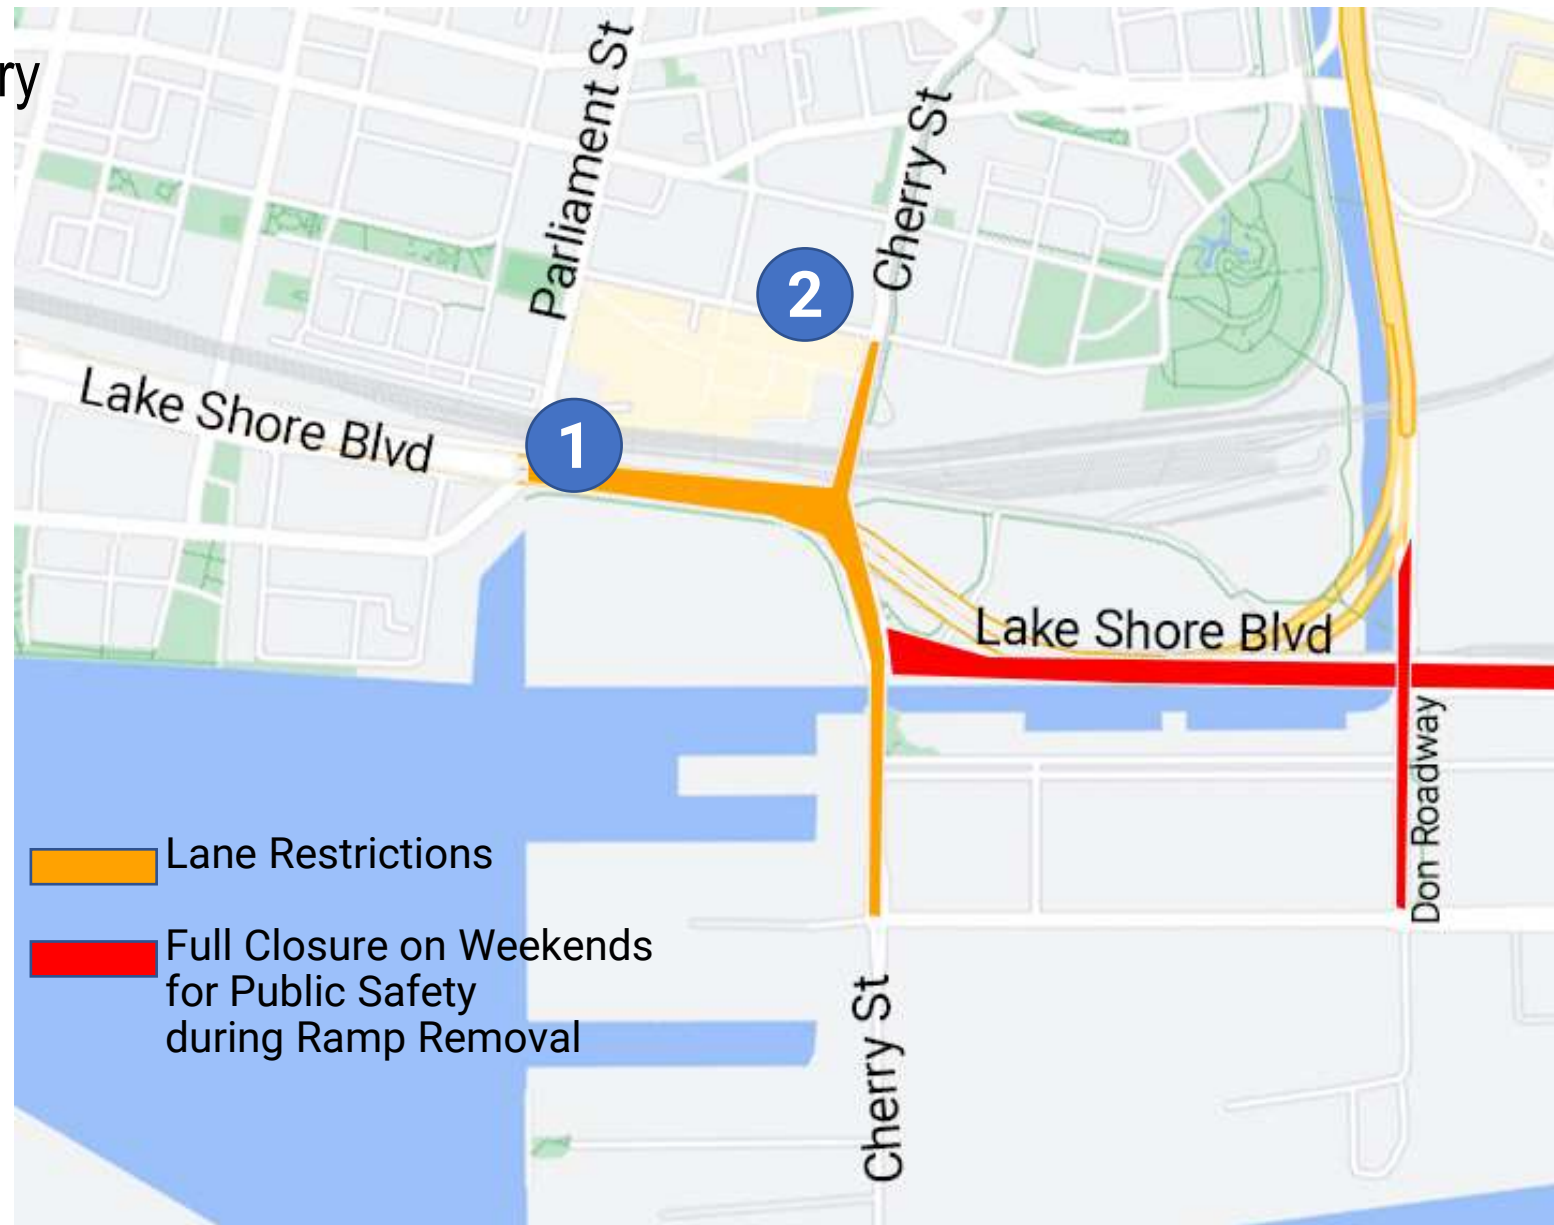 ry
Parliament St
Cherry St
2
Lake Shore Blvd
1
Lake Shore Blvd
Don Roadway
Lane Restrictions
Full Closure on Weekends
for Public Safety
during Ramp Removal
Cherry St